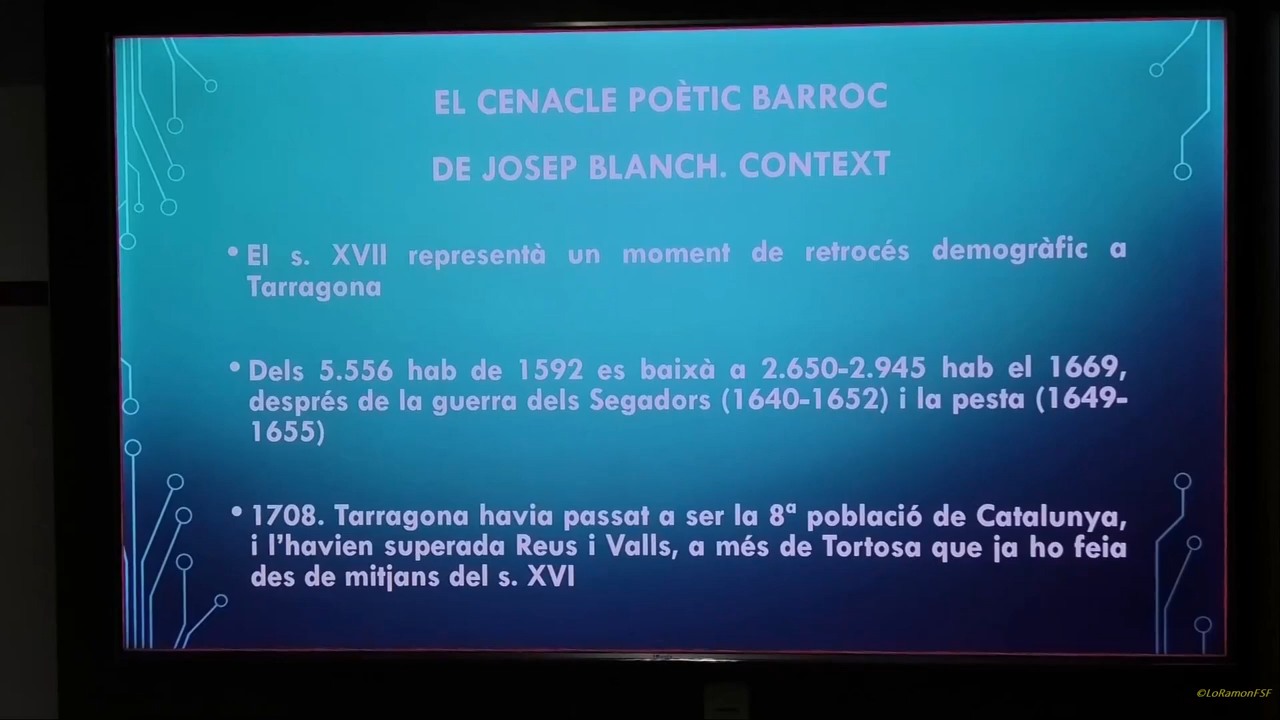 EL CENACLE POÈTIC BARROC
DE JOSEP BLANCH. CONTEXT
• El s. XVII representà un moment de retrocés demogràfic a
Tarragona
• Dels 5.556 hab de 1592 es baixà a 2.650-2.945 hab el 1669,
després de la guerra dels Segadors (1640-1652) i la pesta (1649-
1655)
• 1708. Tarragona havia passat a ser la 8ª població de Catalunya,
i l'havien superada Reus i Valls, a més de Tortosa que ja ho feia
des de mitjans del s. XVI
©LoRamonFSF